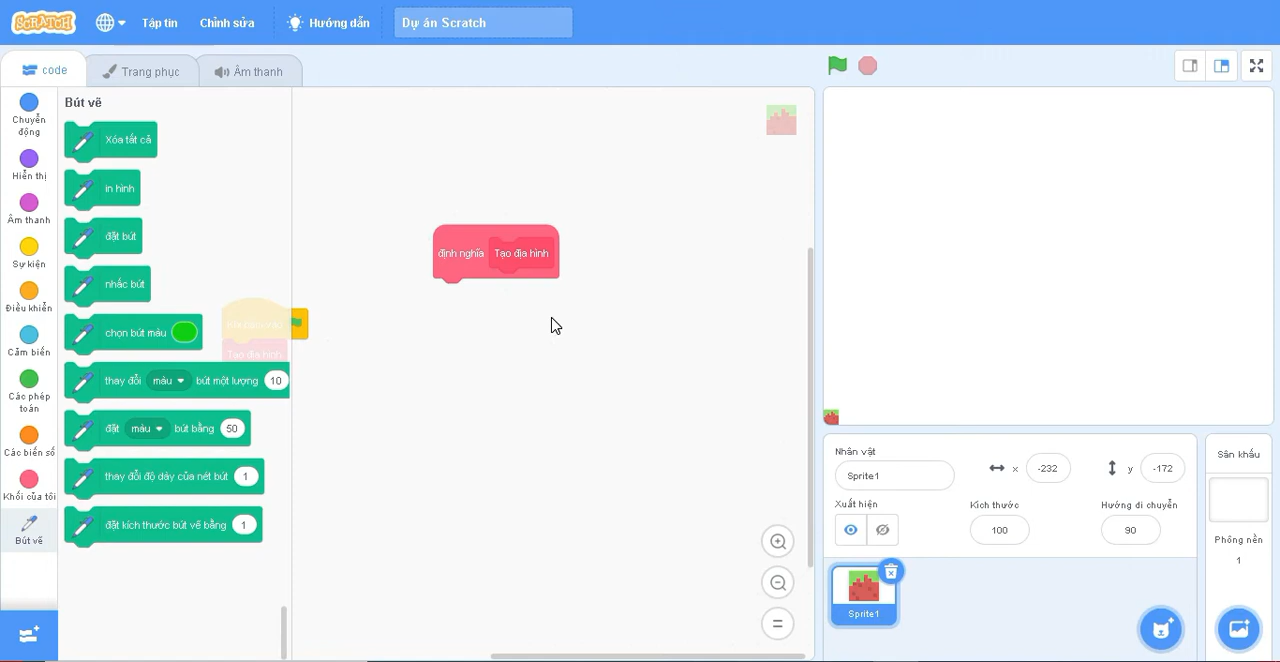 SCRATCH
Tập tin
Chỉnh sửa
Hướng dẫn
Dự án Scratch
code
Trang phục
Âm thanh
Chuyển
động
Hiển thị
Âm thanh
Sự kiện
Điều khiển
Cảm biến
Các phép
toán
Các biến số
Khối của tôi
Bút vẽ
Bút vẽ
Xóa tất cả
in hình
đặt bút
nhấc bút
chọn bút màu
thay đổi màu bút một lượng 10
đặt màu bút bằng 50
thay đổi độ dày của nét bút 1
đặt kích thước bút vẽ bằng 1
Tạo địa hình
định nghĩa Tạo địa hình
Nhân vật
Sprite1
x -232
y -172
Xuất hiện
Kích thước
100
Hướng di chuyển
90
Sprite1
Sân khấu
Phông nền
1